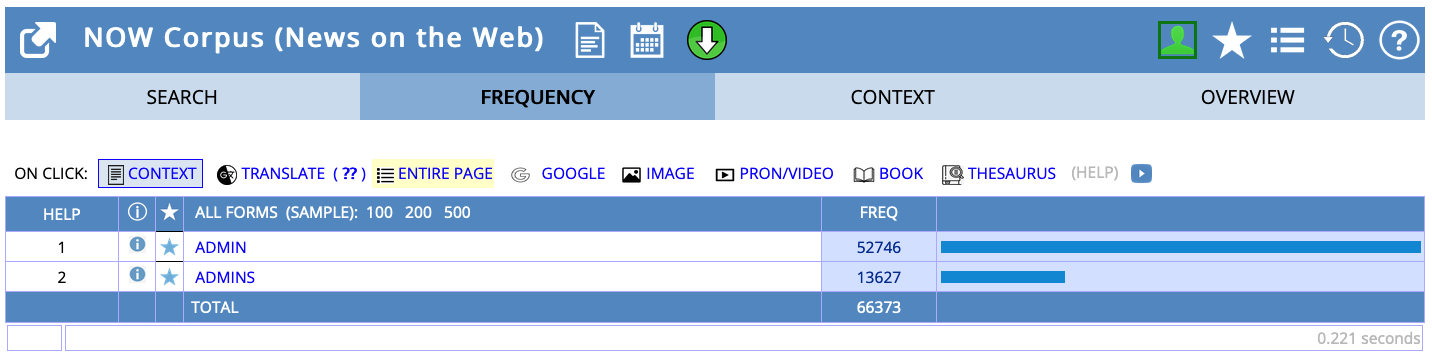 NOW Corpus (News on the Web)
SEARCH FREQUENCY CONTEXT OVERVIEW
ON CLICK: CONTEXT TRANSLATE ( ?? ) ENTIRE PAGE G GOOGLE IMAGE PRON/VIDEO BOOK THESAURUS (HELP)
HELP ALL FORMS (SAMPLE): 100 200 500 FREQ
1 ADMIN 52746
2 ADMINS 13627
TOTAL 66373
0.221 seconds